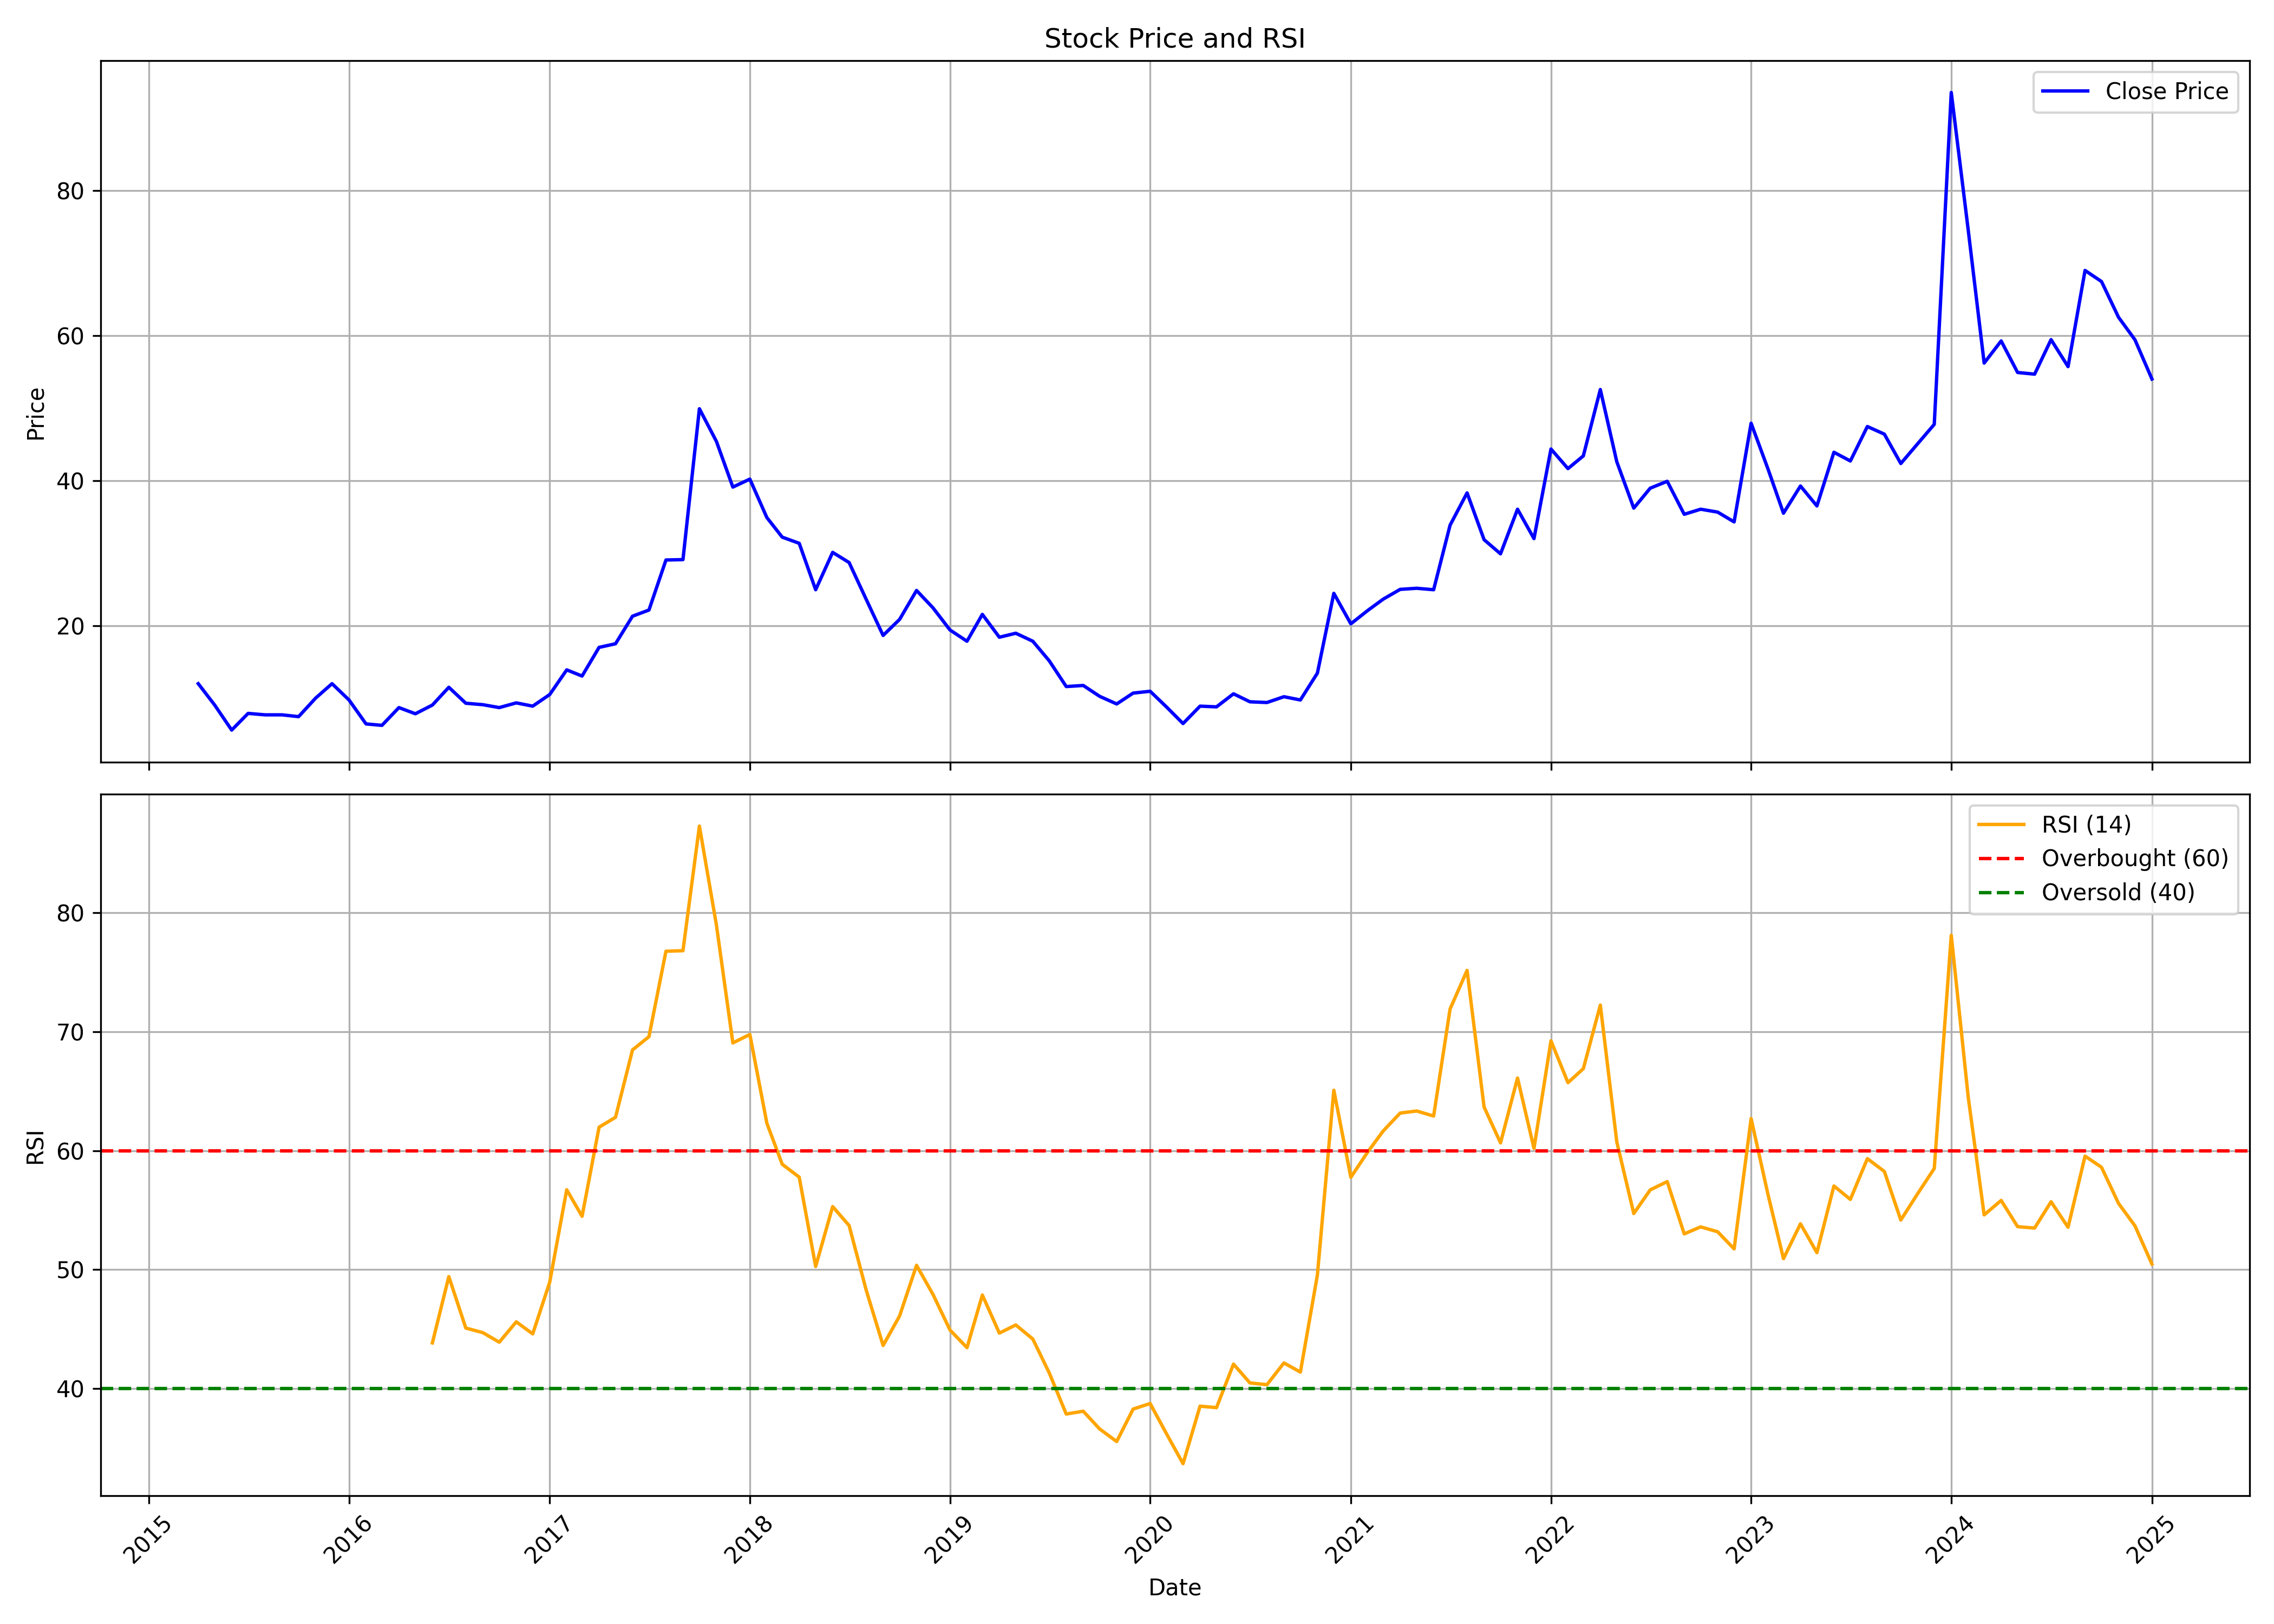 Stock Price and RSI
Close Price
Price
80
60
40
20
RSI (14)
Overbought (60)
Oversold (40)
RSI
80
70
60
50
40
2015
2016
2017
2018
2019
2020
2021
2022
2023
2024
2025
Date